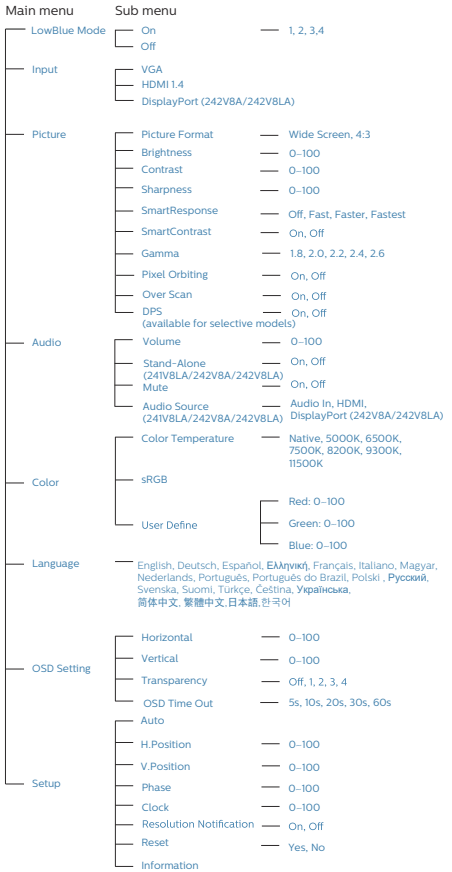 Main menu Sub menu
LowBlue Mode On 1, 2, 3,4
Off
Input VGA
HDMI 1.4
DisplayPort (242V8A/242V8LA)
Picture Picture Format Wide Screen, 4:3
Brightness 0-100
Contrast 0-100
Sharpness 0-100
SmartResponse Off, Fast, Faster, Fastest
SmartContrast On, Off
Gamma 1.8, 2.0, 2.2, 2.4, 2.6
Pixel Orbiting On, Off
Over Scan On, Off
DPS On, Off
(available for selective models)
Audio Volume 0-100
Stand-Alone On, Off
(241V8LA/242V8A/242V8LA)
Mute On, Off
Audio Source Audio In, HDMI,
(241V8LA/242V8A/242V8LA) DisplayPort (242V8A/242V8LA)
Color Temperature Native, 5000K, 6500K,
7500K, 8200K, 9300K,
11500K
Color sRGB
Red: 0-100
User Define Green: 0-100
Blue: 0-100
Language English, Deutsch, Español, Ελληνική, Français, Italiano, Magyar,
Nederlands, Português, Português do Brazil, Polski , Русский,
Svenska, Suomi, Türkçe, Čeština, Українська,
简体中文, 繁體中文,日本語,한국어
Horizontal 0-100
Vertical 0-100
OSD Setting Transparency Off, 1, 2, 3, 4
OSD Time Out 5s, 10s, 20s, 30s, 60s
Auto
H.Position 0-100
V.Position 0-100
Setup Phase 0-100
Clock 0-100
Resolution Notification On, Off
Reset Yes, No
Information